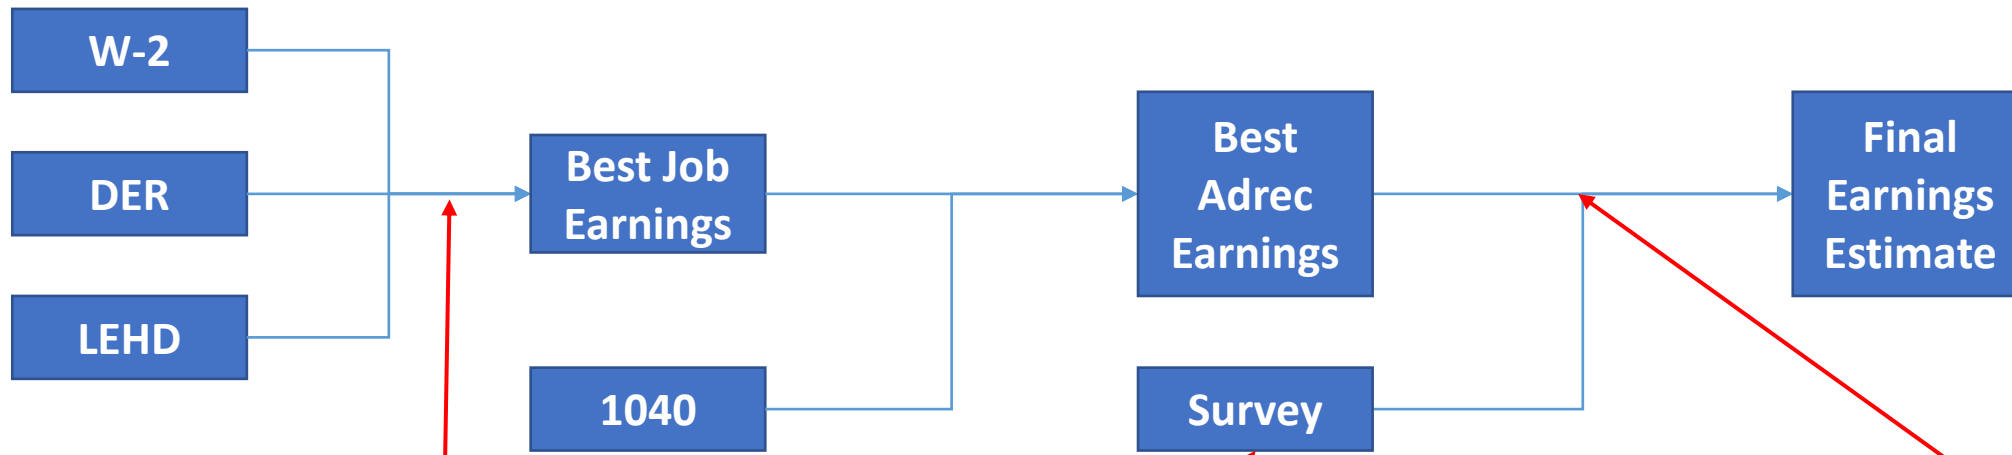 W-2
DER
LEHD
Best Job
Earnings
1040
Best
Adrec
Earnings
Survey
Final
Earnings
Estimate